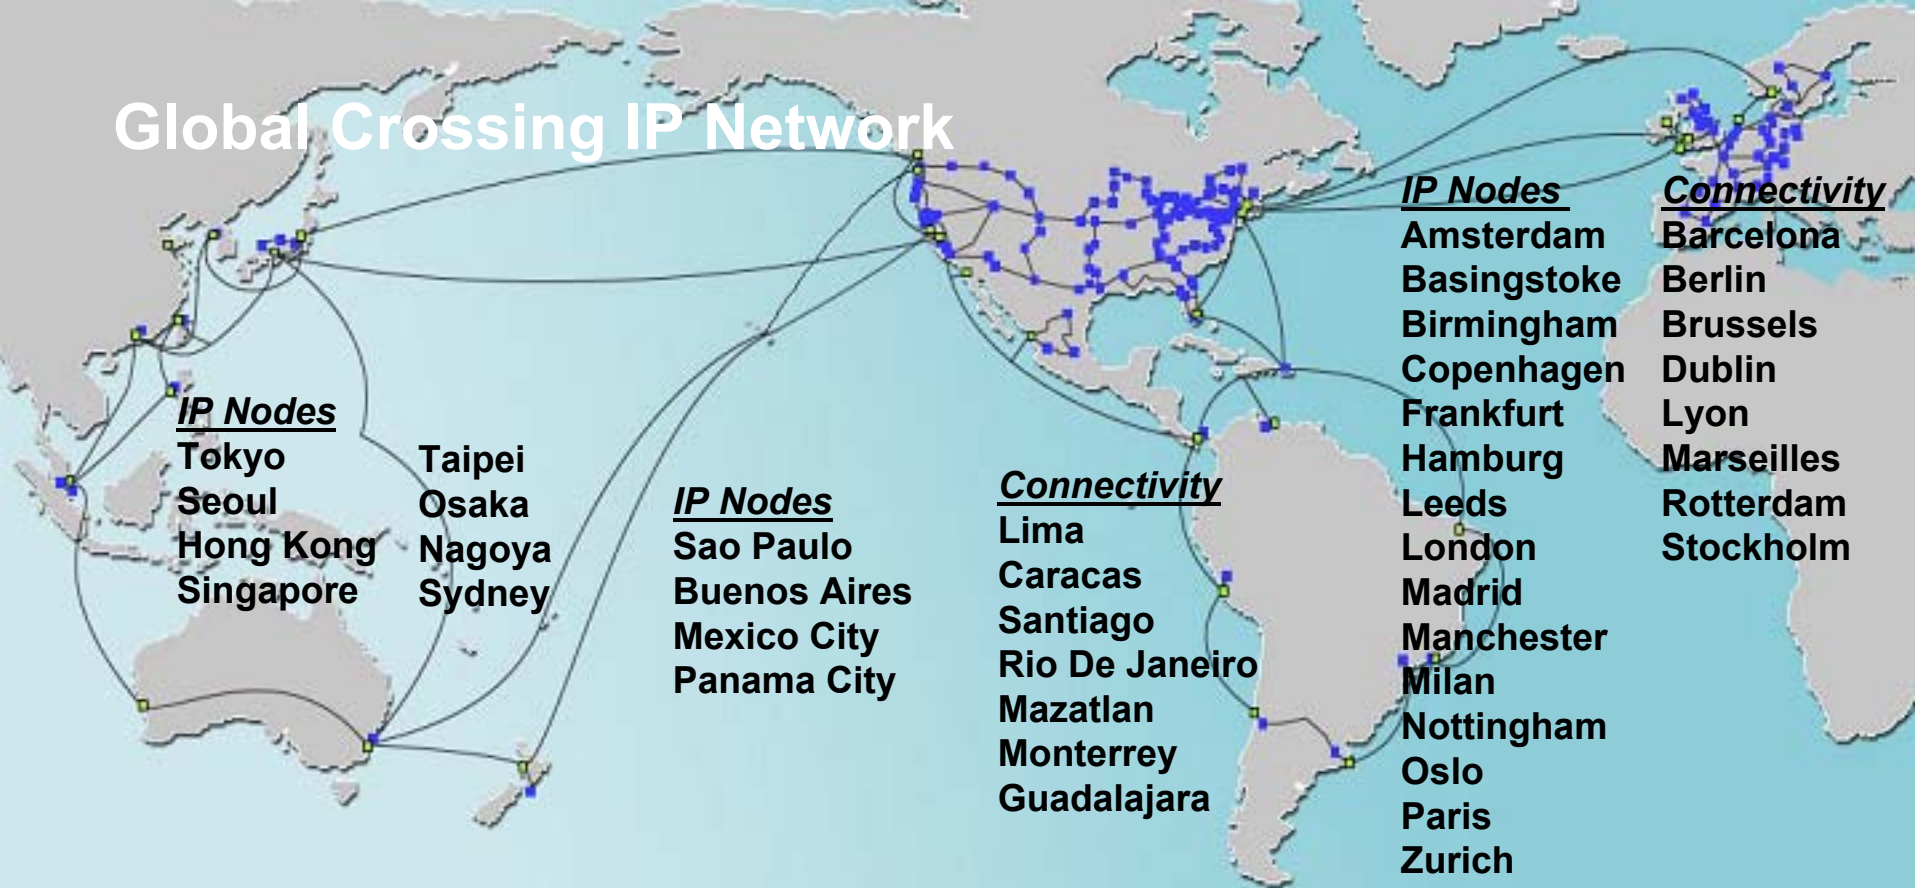 Global Crossing IP Network
IP Nodes
Tokyo
Seoul
Hong Kong
Singapore
Taipei
Osaka
Nagoya
Sydney
IP Nodes
Sao Paulo
Buenos Aires
Mexico City
Panama City
Connectivity
Lima
Caracas
Santiago
Rio De Janeiro
Mazatlan
Monterrey
Guadalajara
IP Nodes
Amsterdam
Basingstoke
Birmingham
Copenhagen
Frankfurt
Hamburg
Leeds
London
Madrid
Manchester
Milan
Nottingham
Oslo
Paris
Zurich
Connectivity
Barcelona
Berlin
Brussels
Dublin
Lyon
Marseilles
Rotterdam
Stockholm